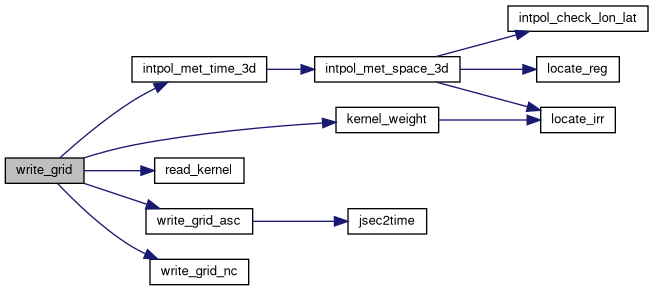 write_grid
intpol_met_time_3d
intpol_met_space_3d
intpol_check_lon_lat
locate_reg
locate_irr
kernel_weight
read_kernel
write_grid_asc
jsec2time
write_grid_nc